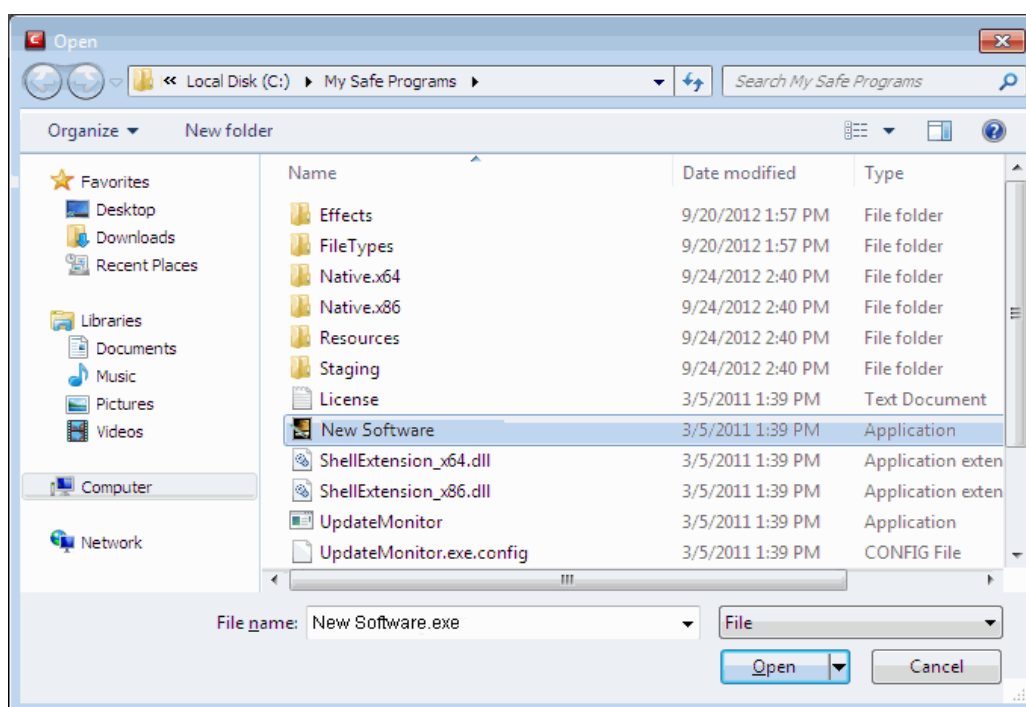 Open
« Local Disk (C:) ▸ My Safe Programs ▸ Search My Safe Programs
Organize New folder
Name Date modified Type
Favorites
Desktop
Downloads
Recent Places
Libraries
Documents
Music
Pictures
Videos
Computer
Network
Effects 9/20/2012 1:57 PM File folder
FileTypes 9/20/2012 1:57 PM File folder
Native.x64 9/24/2012 2:40 PM File folder
Native.x86 9/24/2012 2:40 PM File folder
Resources 9/24/2012 2:40 PM File folder
Staging 9/24/2012 2:40 PM File folder
License 3/5/2011 1:39 PM Text Document
New Software 3/5/2011 1:39 PM Application
ShellExtension_x64.dll 3/5/2011 1:39 PM Application exten
ShellExtension_x86.dll 3/5/2011 1:39 PM Application exten
UpdateMonitor 3/5/2011 1:39 PM Application
UpdateMonitor.exe.config 3/5/2011 1:39 PM CONFIG File
File name: New Software.exe File
Open Cancel